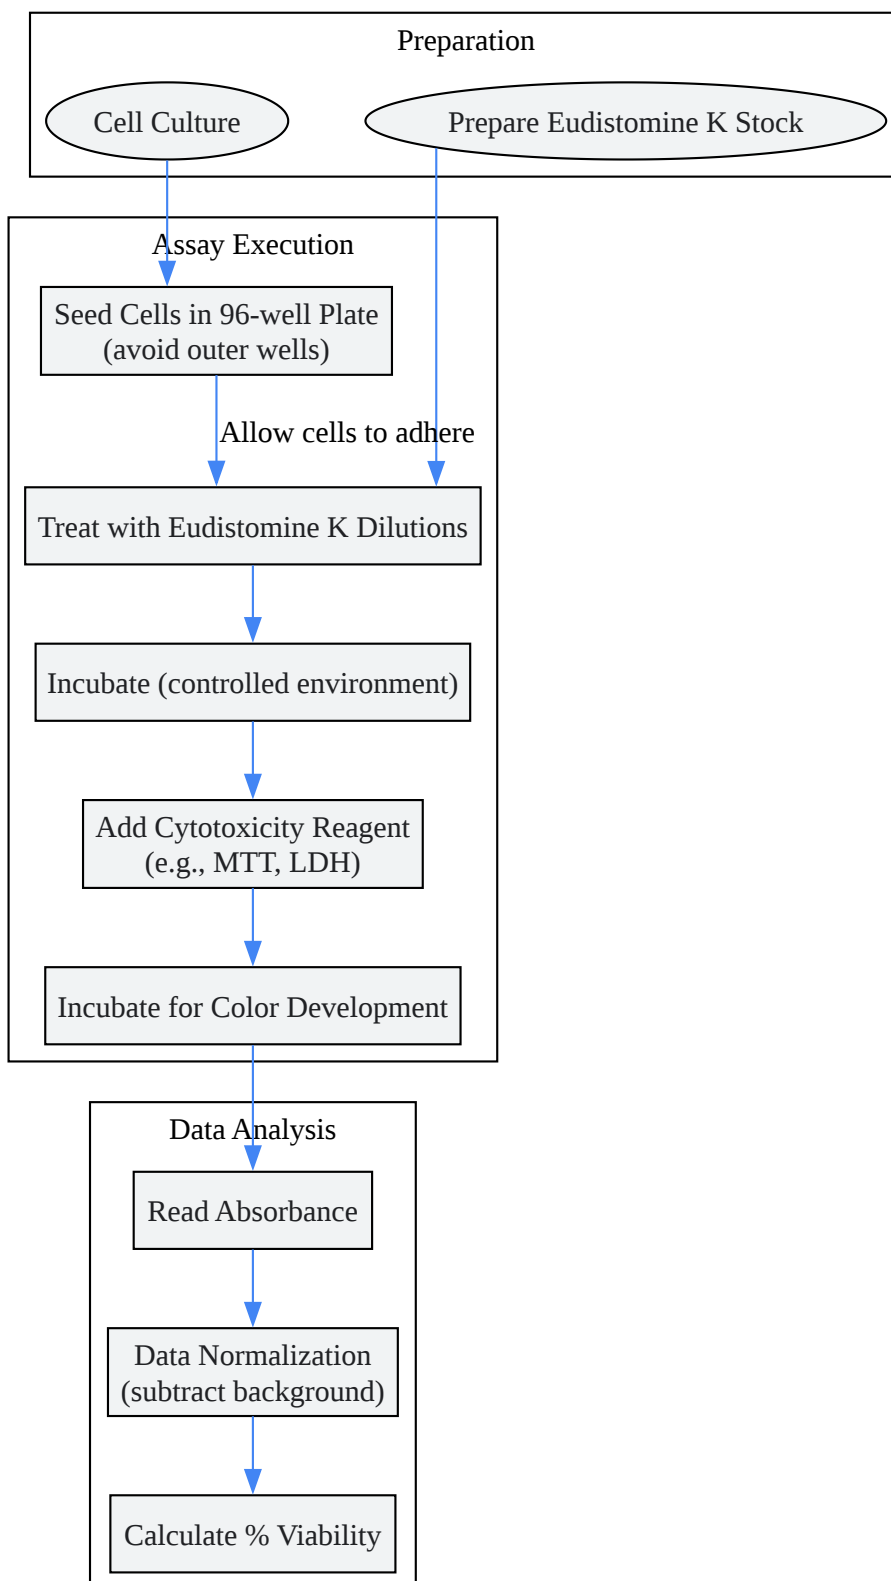 Preparation
Cell Culture
Prepare Eudistomine K Stock
Assay Execution
Seed Cells in 96-well Plate
(avoid outer wells)
Allow cells to adhere
Treat with Eudistomine K Dilutions
Incubate (controlled environment)
Add Cytotoxicity Reagent
(e.g., MTT, LDH)
Incubate for Color Development
Data Analysis
Read Absorbance
Data Normalization
(subtract background)
Calculate % Viability